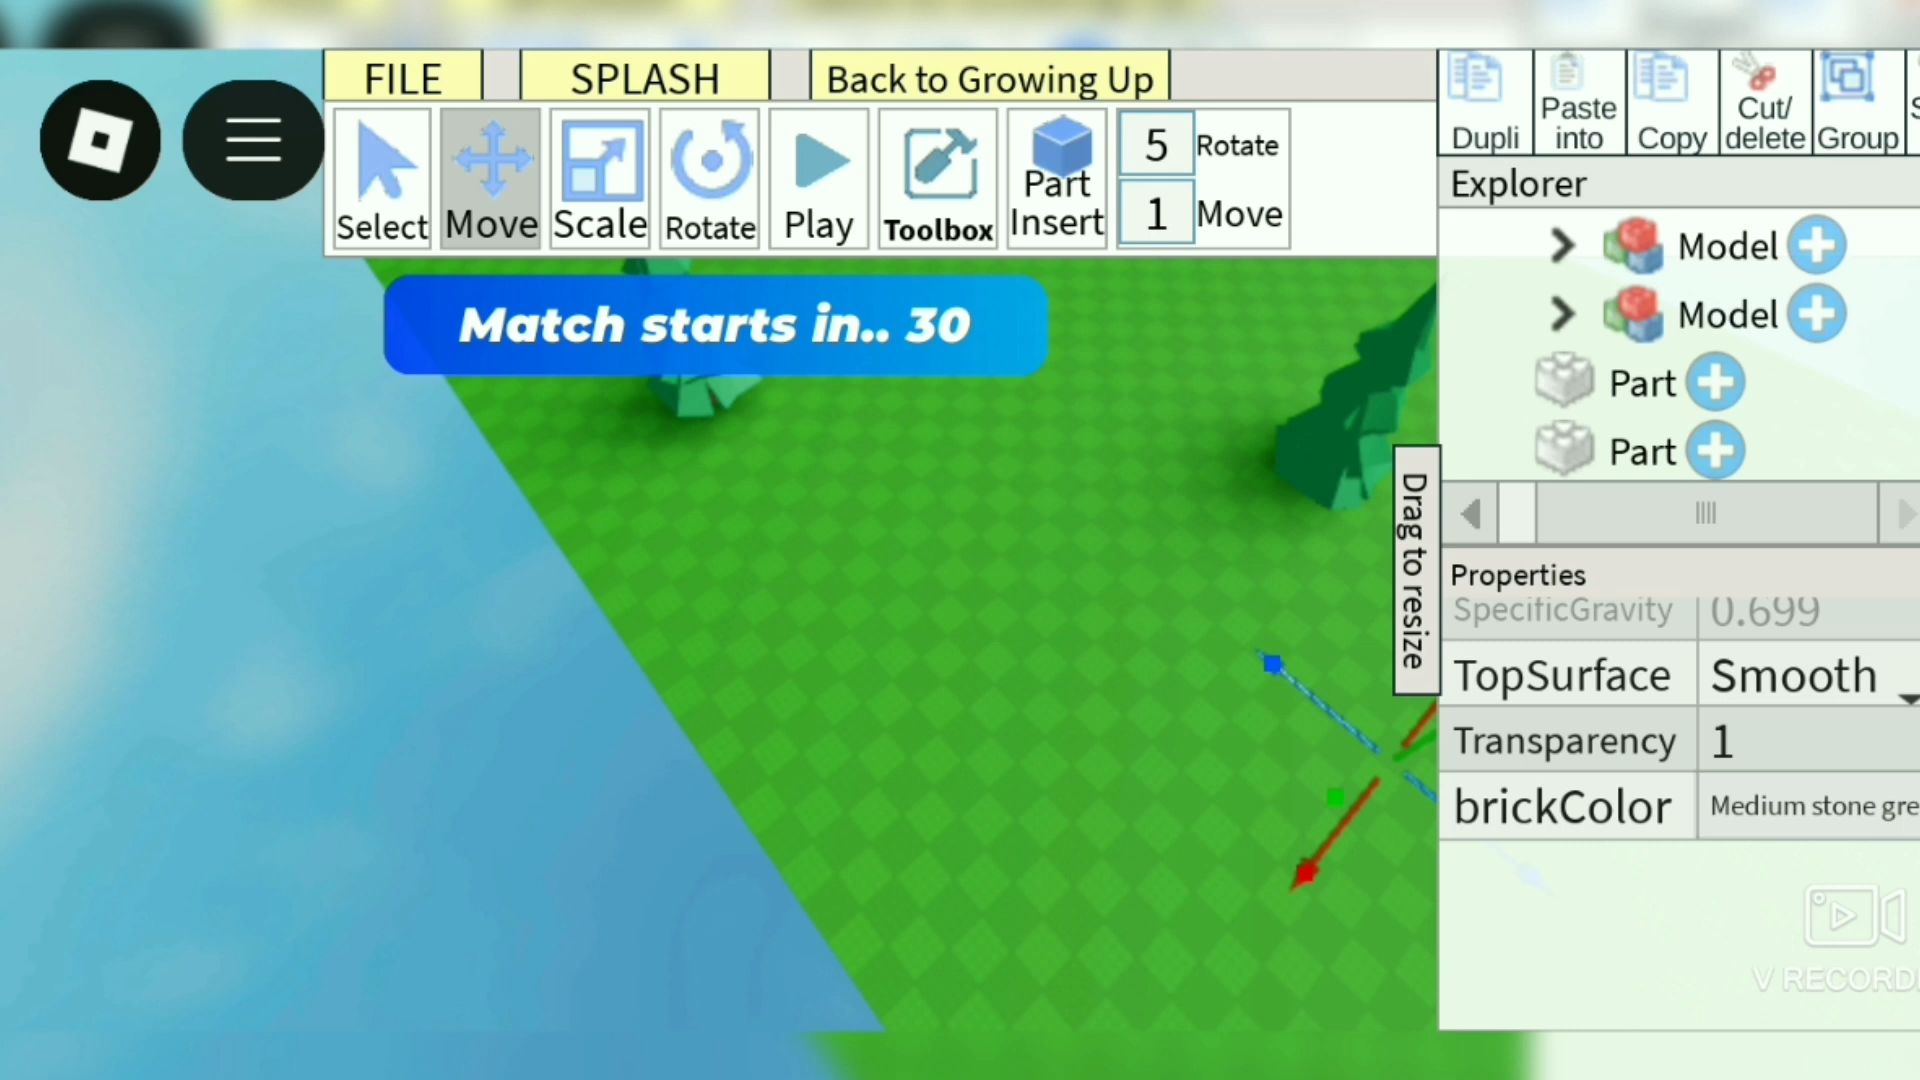 FILE
SPLASH
Back to Growing Up
Select
Move
Scale
Rotate
Play
Toolbox
Part
Insert
5 Rotate
1 Move
Dupli
Paste
into
Copy
Cut/
delete
Group
Match starts in.. 30
Explorer
Model
Model
Part
Part
Drag to resize
Properties
SpecificGravity 0.699
TopSurface Smooth
Transparency 1
brickColor Medium stone gre
V RECORD